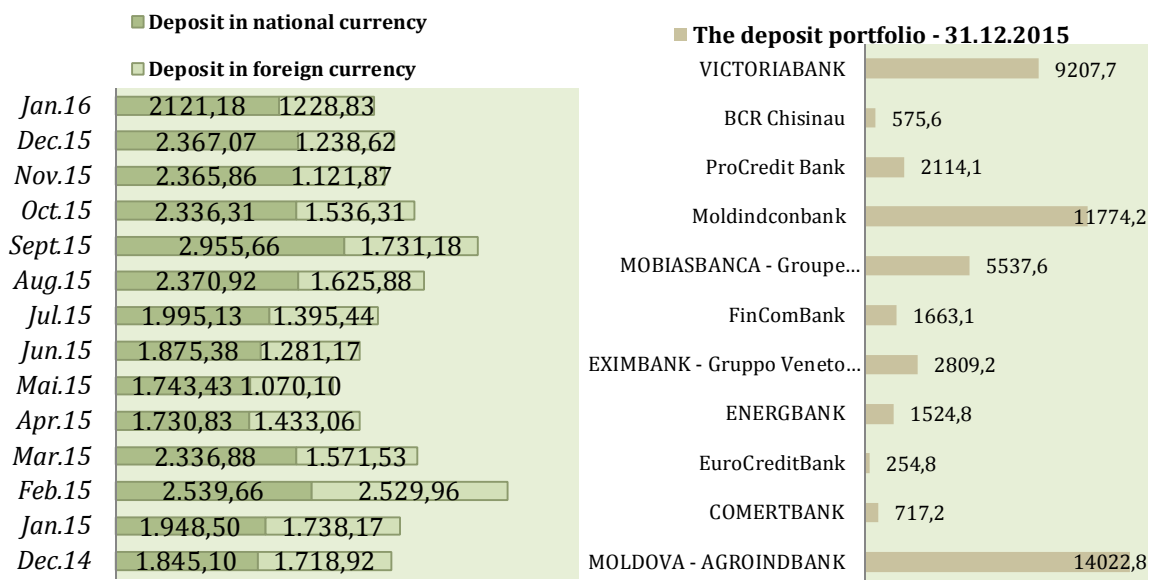 Deposit in national currency
Deposit in foreign currency
Jan.16 2121,18 1228,83
Dec.15 2.367,07 1.238,62
Nov.15 2.365,86 1.121,87
Oct.15 2.336,31 1.536,31
Sept.15 2.955,66 1.731,18
Aug.15 2.370,92 1.625,88
Jul.15 1.995,13 1.395,44
Jun.15 1.875,38 1.281,17
Mai.15 1.743,43 1.070,10
Apr.15 1.730,83 1.433,06
Mar.15 2.336,88 1.571,53
Feb.15 2.539,66 2.529,96
Jan.15 1.948,50 1.738,17
Dec.14 1.845,10 1.718,92
The deposit portfolio - 31.12.2015
VICTORIABANK 9207,7
BCR Chisinau 575,6
ProCredit Bank 2114,1
Moldindconbank 11774,2
MOBIASBANCA - Groupe... 5537,6
FinComBank 1663,1
EXIMBANK - Gruppo Veneto... 2809,2
ENERGBANK 1524,8
EuroCreditBank 254,8
COMERTBANK 717,2
MOLDOVA - AGROINDBANK 14022,8